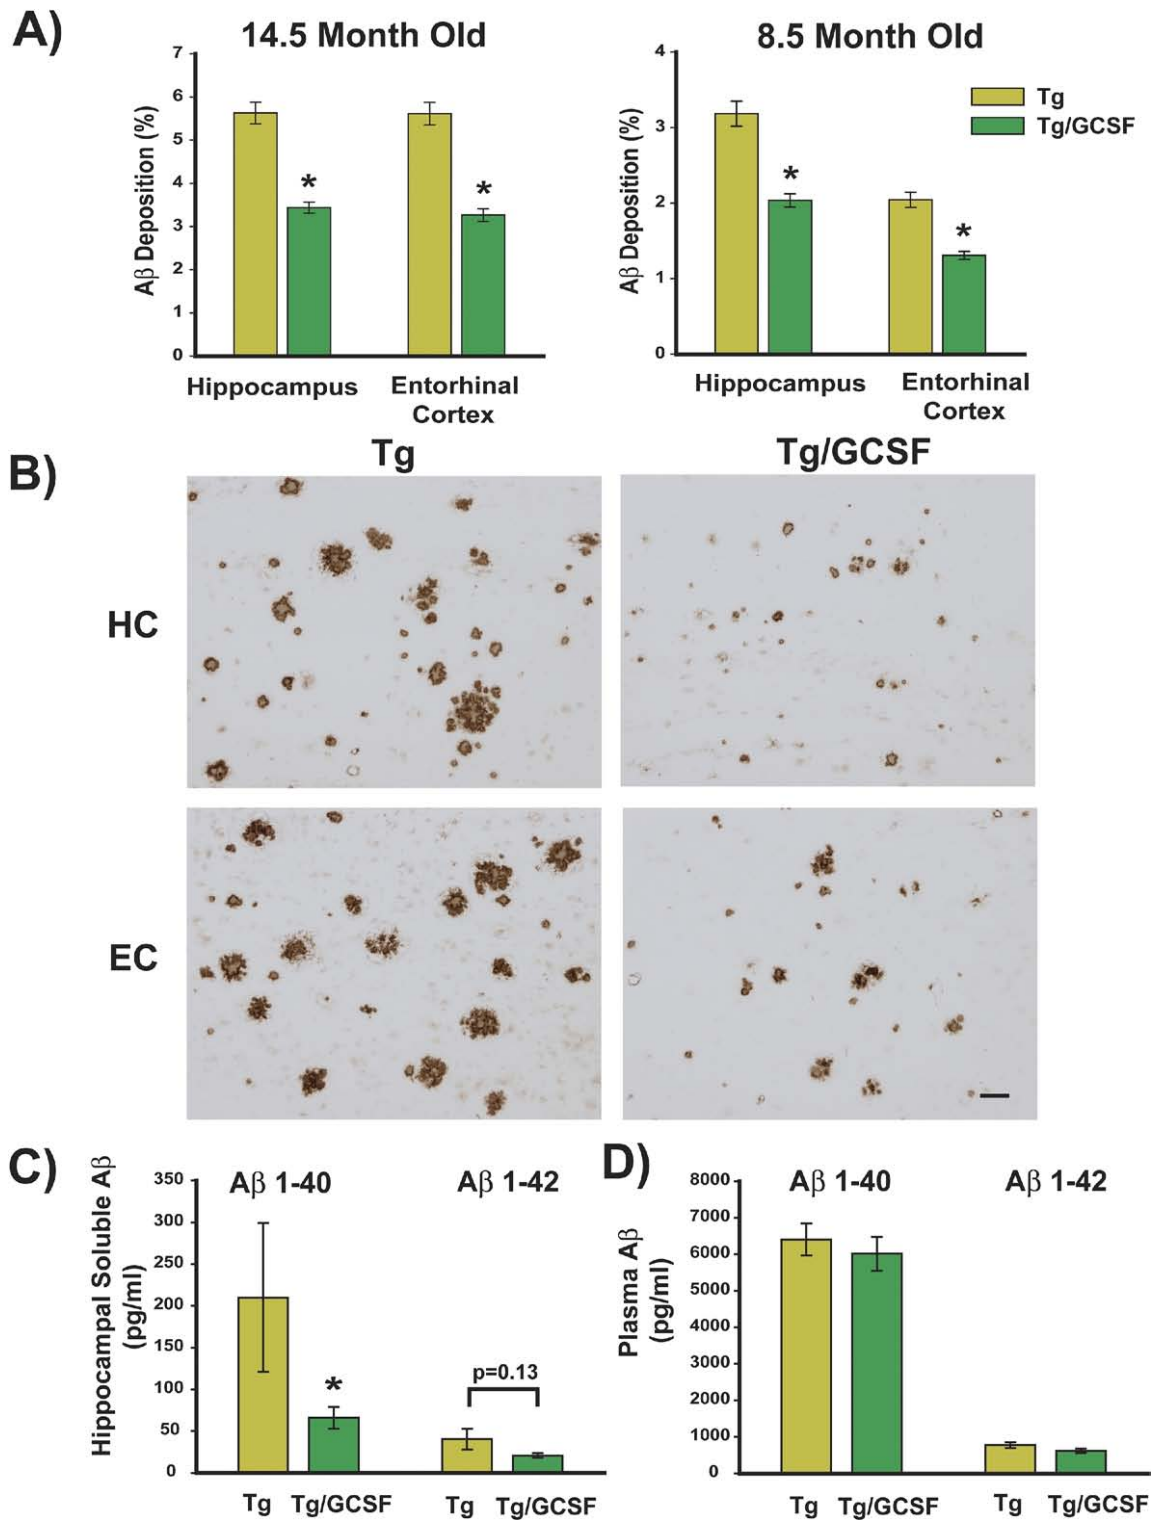 A)
14.5 Month Old
Aβ Deposition (%)
7
6
5
4
3
2
1
0
*
*
Hippocampus
Entorhinal
Cortex
8.5 Month Old
Aβ Deposition (%)
4
3
2
1
0
*
*
Hippocampus
Entorhinal
Cortex
Tg
Tg/GCSF
B)
Tg
Tg/GCSF
HC
EC
C)
Hippocampal Soluble Aβ
(pg/ml)
350
300
250
200
150
100
50
0
Aβ 1-40
Aβ 1-42
*
p=0.13
Tg
Tg/GCSF
Tg
Tg/GCSF
D)
Plasma Aβ
(pg/ml)
8000
7000
6000
5000
4000
3000
2000
1000
0
Aβ 1-40
Aβ 1-42
Tg
Tg/GCSF
Tg
Tg/GCSF